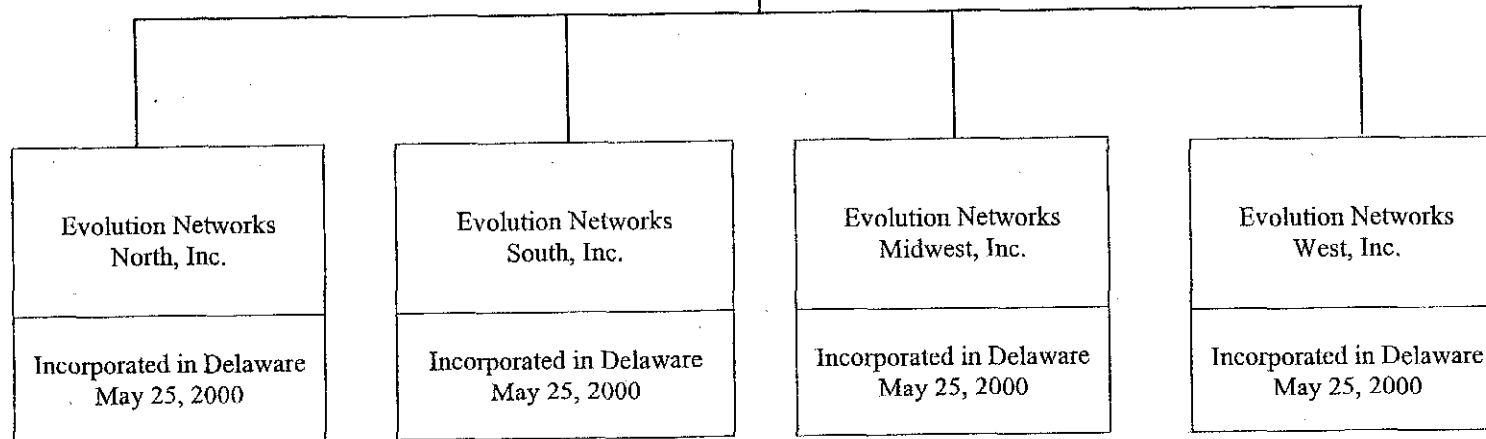 Evolution Networks
North, Inc.
Incorporated in Delaware
May 25, 2000
Evolution Networks
South, Inc.
Incorporated in Delaware
May 25, 2000
Evolution Networks
Midwest, Inc.
Incorporated in Delaware
May 25, 2000
Evolution Networks
West, Inc.
Incorporated in Delaware
May 25, 2000